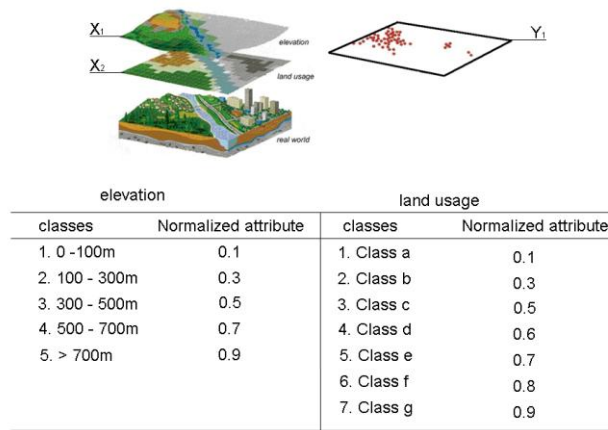 X1
elevation
Y1
X2
land usage
real world
elevation
land usage
classes Normalized attribute classes Normalized attribute
1. 0 -100m 0.1 1. Class a 0.1
2. 100 - 300m 0.3 2. Class b 0.3
3. 300 - 500m 0.5 3. Class c 0.5
4. 500 - 700m 0.7 4. Class d 0.6
5. > 700m 0.9 5. Class e 0.7
6. Class f 0.8
7. Class g 0.9